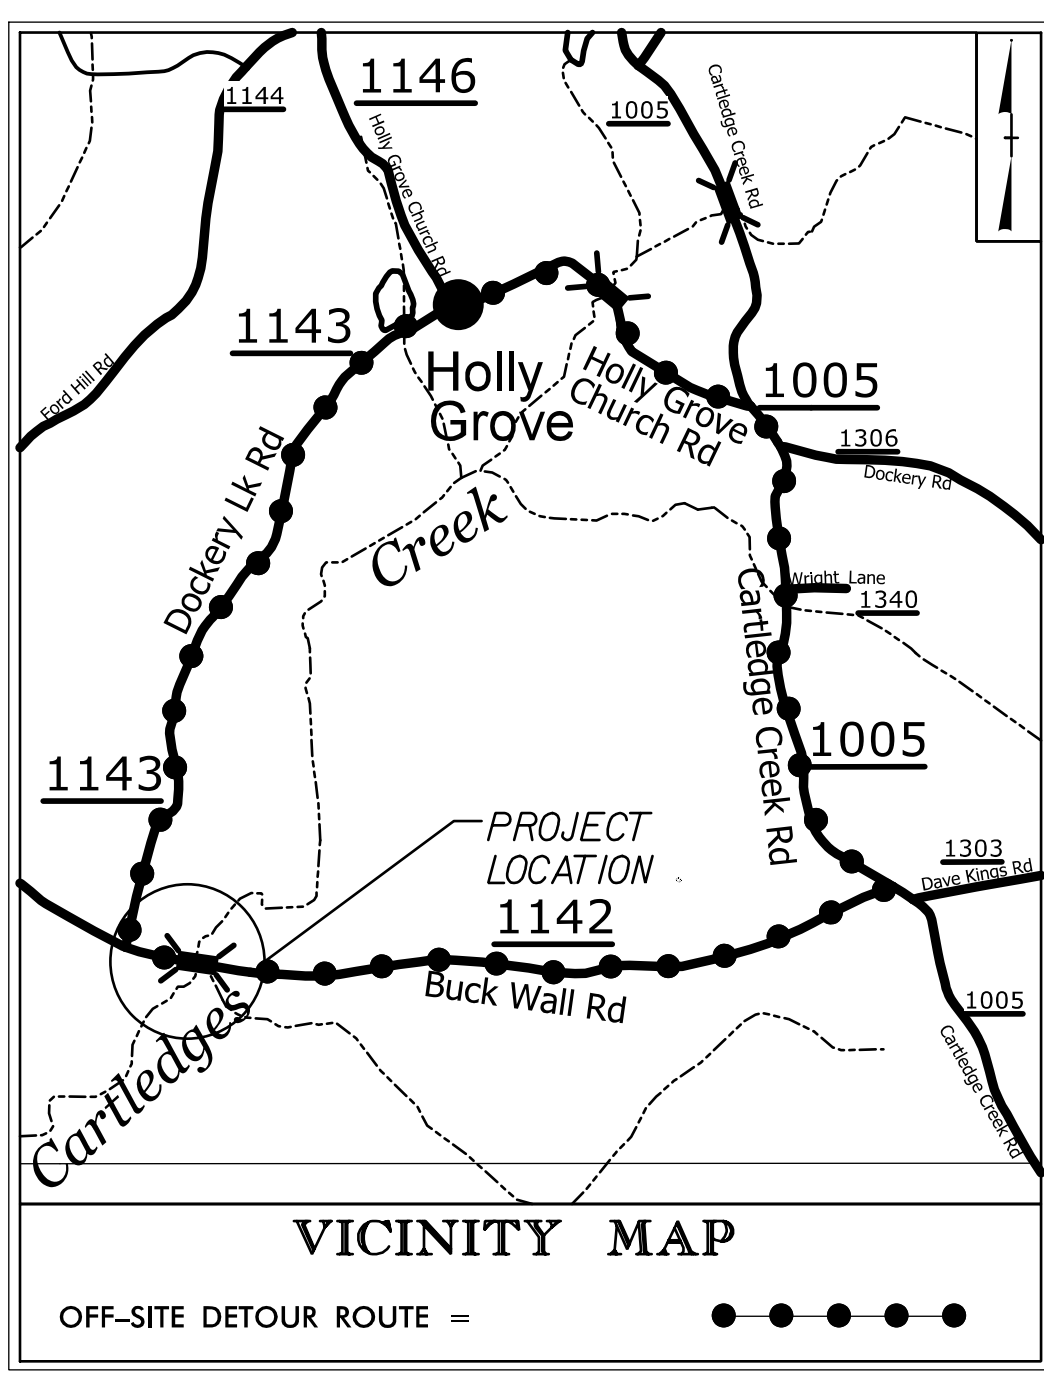 1146
1144
1005
Cartledge Creek Rd
Holly Grove Church Rd
1143
Holly
Grove
Holly Grove
Church Rd
1005
Ford Hill Rd
1306
Dockery Rd
Dockery Lk Rd
Creek
Wright Lane
1340
Cartledge Creek Rd
1005
1143
PROJECT
LOCATION
1303
Dave Kings Rd
1142
Buck Wall Rd
1005
Cartledge Creek Rd
Cartledges
VICINITY MAP
OFF-SITE DETOUR ROUTE =